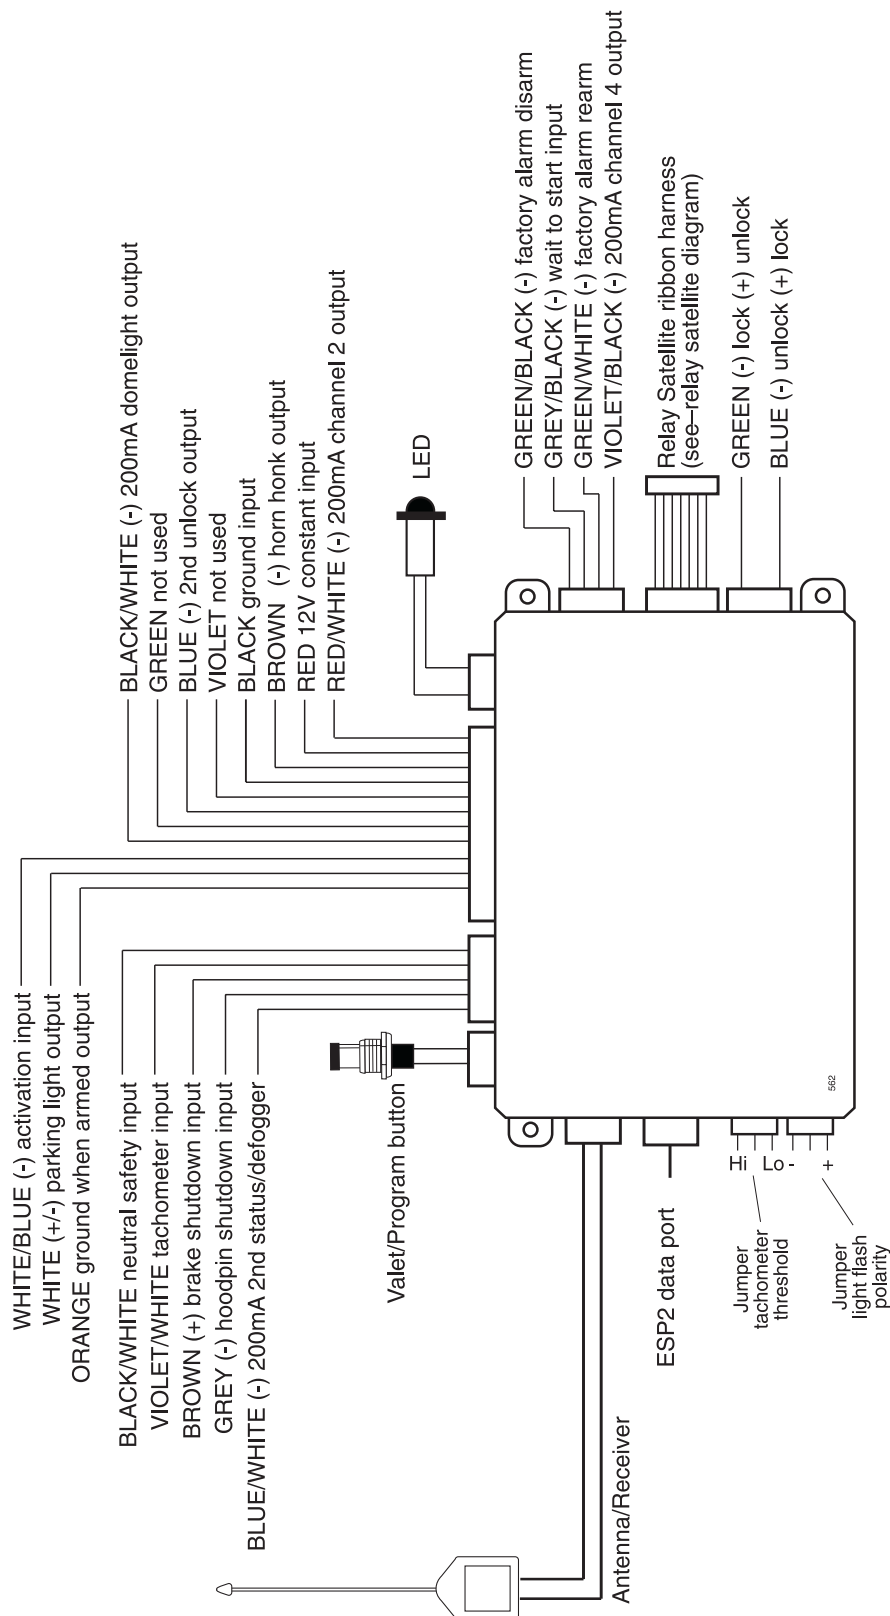 WHITE/BLUE (-) activation input
WHITE (+/-) parking light output
ORANGE ground when armed output
BLACK/WHITE (-) 200mA domelight output
GREEN not used
BLUE (-) 2nd unlock output
VIOLET not used
BLACK ground input
BROWN (-) horn honk output
RED 12V constant input
RED/WHITE (-) 200mA channel 2 output
BLACK/WHITE neutral safety input
VIOLET/WHITE tachometer input
BROWN (+) brake shutdown input
GREY (-) hoodpin shutdown input
BLUE/WHITE (-) 200mA 2nd status/defogger
Valet/Program button
LED
GREEN/BLACK (-) factory alarm disarm
GREY/BLACK (-) wait to start input
GREEN/WHITE (-) factory alarm rearm
VIOLET/BLACK (-) 200mA channel 4 output
Relay Satellite ribbon harness
(see–relay satellite diagram)
GREEN (-) lock (+) unlock
BLUE (-) unlock (+) lock
Antenna/Receiver
ESP2 data port
Hi
Lo
-
+
Jumper
tachometer
threshold
Jumper
light flash
polarity
562